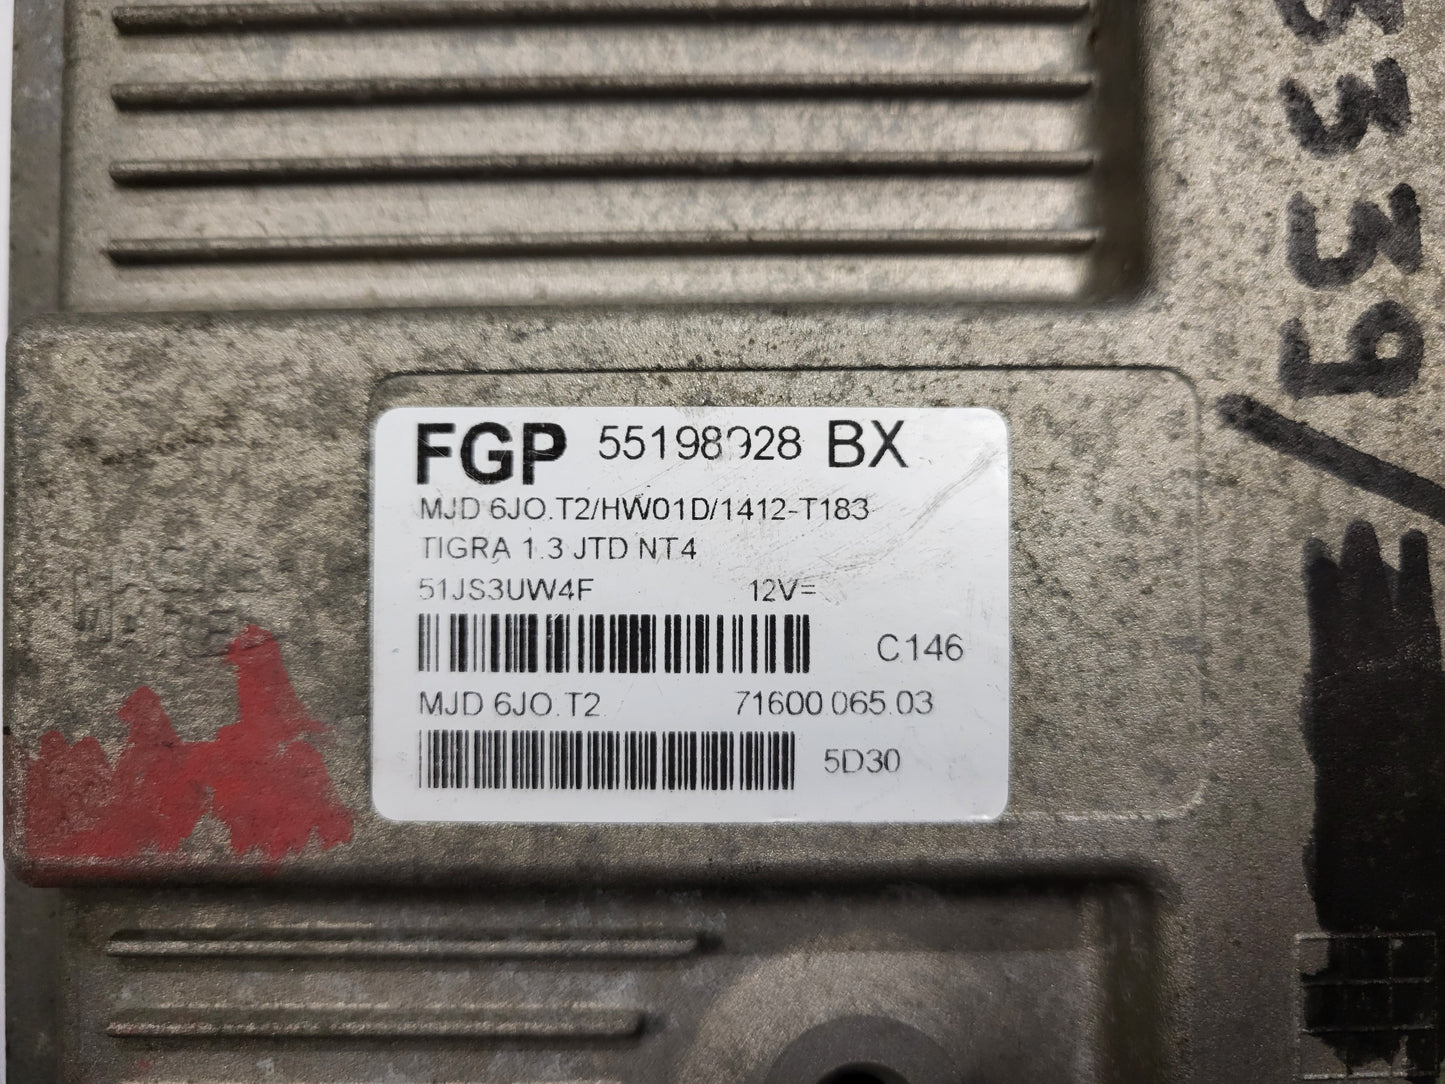 FGP 55198928 BX
MJD 6JO.T2/HW01D/1412-T183
TIGRA 1.3 JTD NT4
51JS3UW4F 12V=
C146
MJD 6JO.T2 71600.065.03
5D30